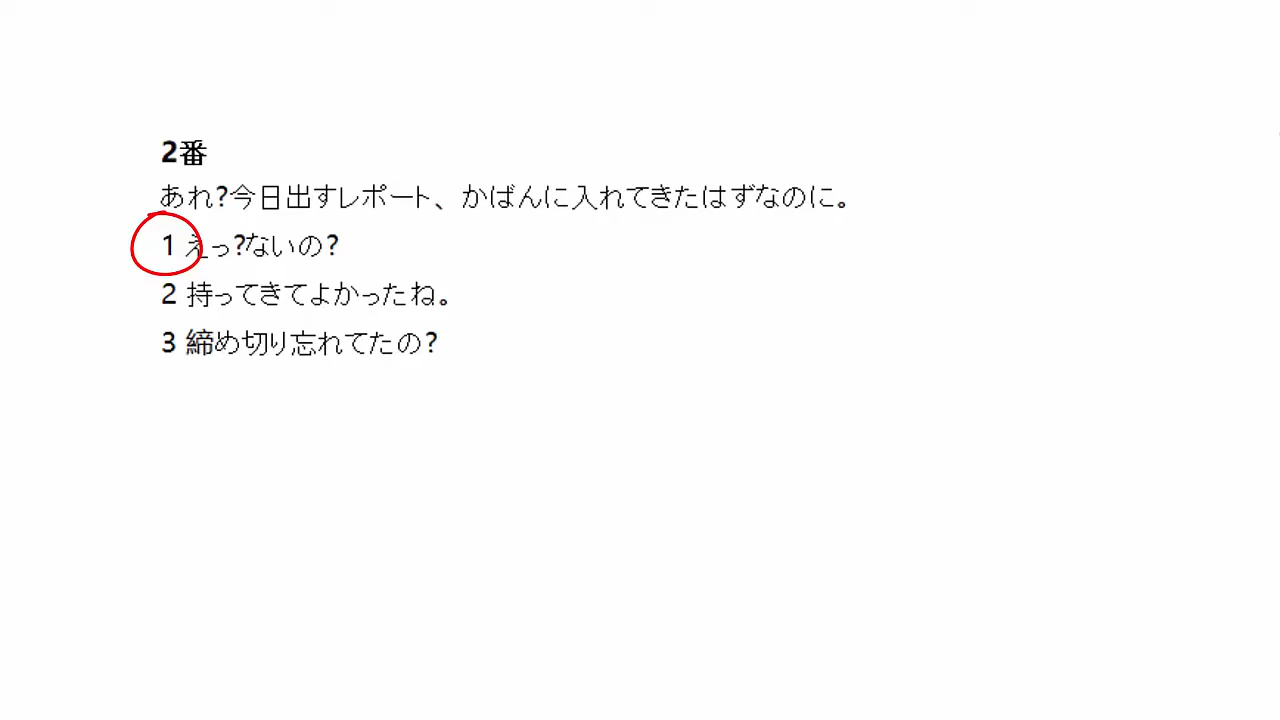 2番
あれ?今日出すレポート、かばんに入れてきたはずなのに。
1 えっ?ないの?
2 持ってきてよかったね。
3 締め切り忘れてたの?